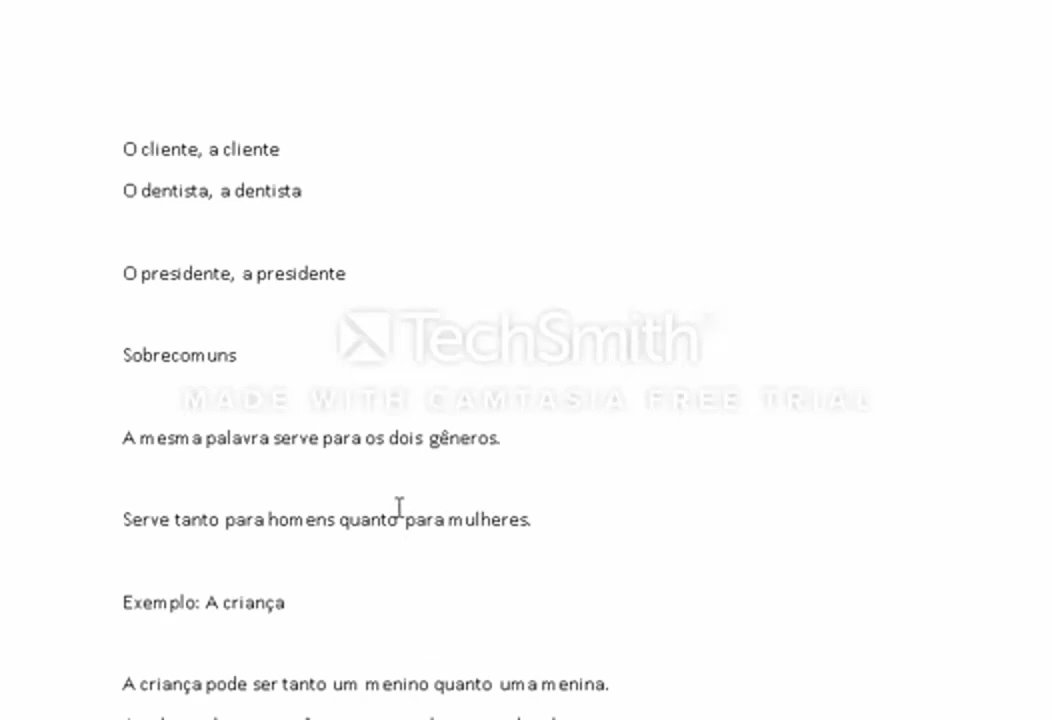 O cliente, a cliente
O dentista, a dentista
O presidente, a presidente
TechSmith
MADE WITH CAMTASIA FREE TRIAL
Sobrecomuns
A mesma palavra serve para os dois gêneros.
Serve tanto para homens quanto para mulheres.
Exemplo: A criança
A criança pode ser tanto um menino quanto uma menina.